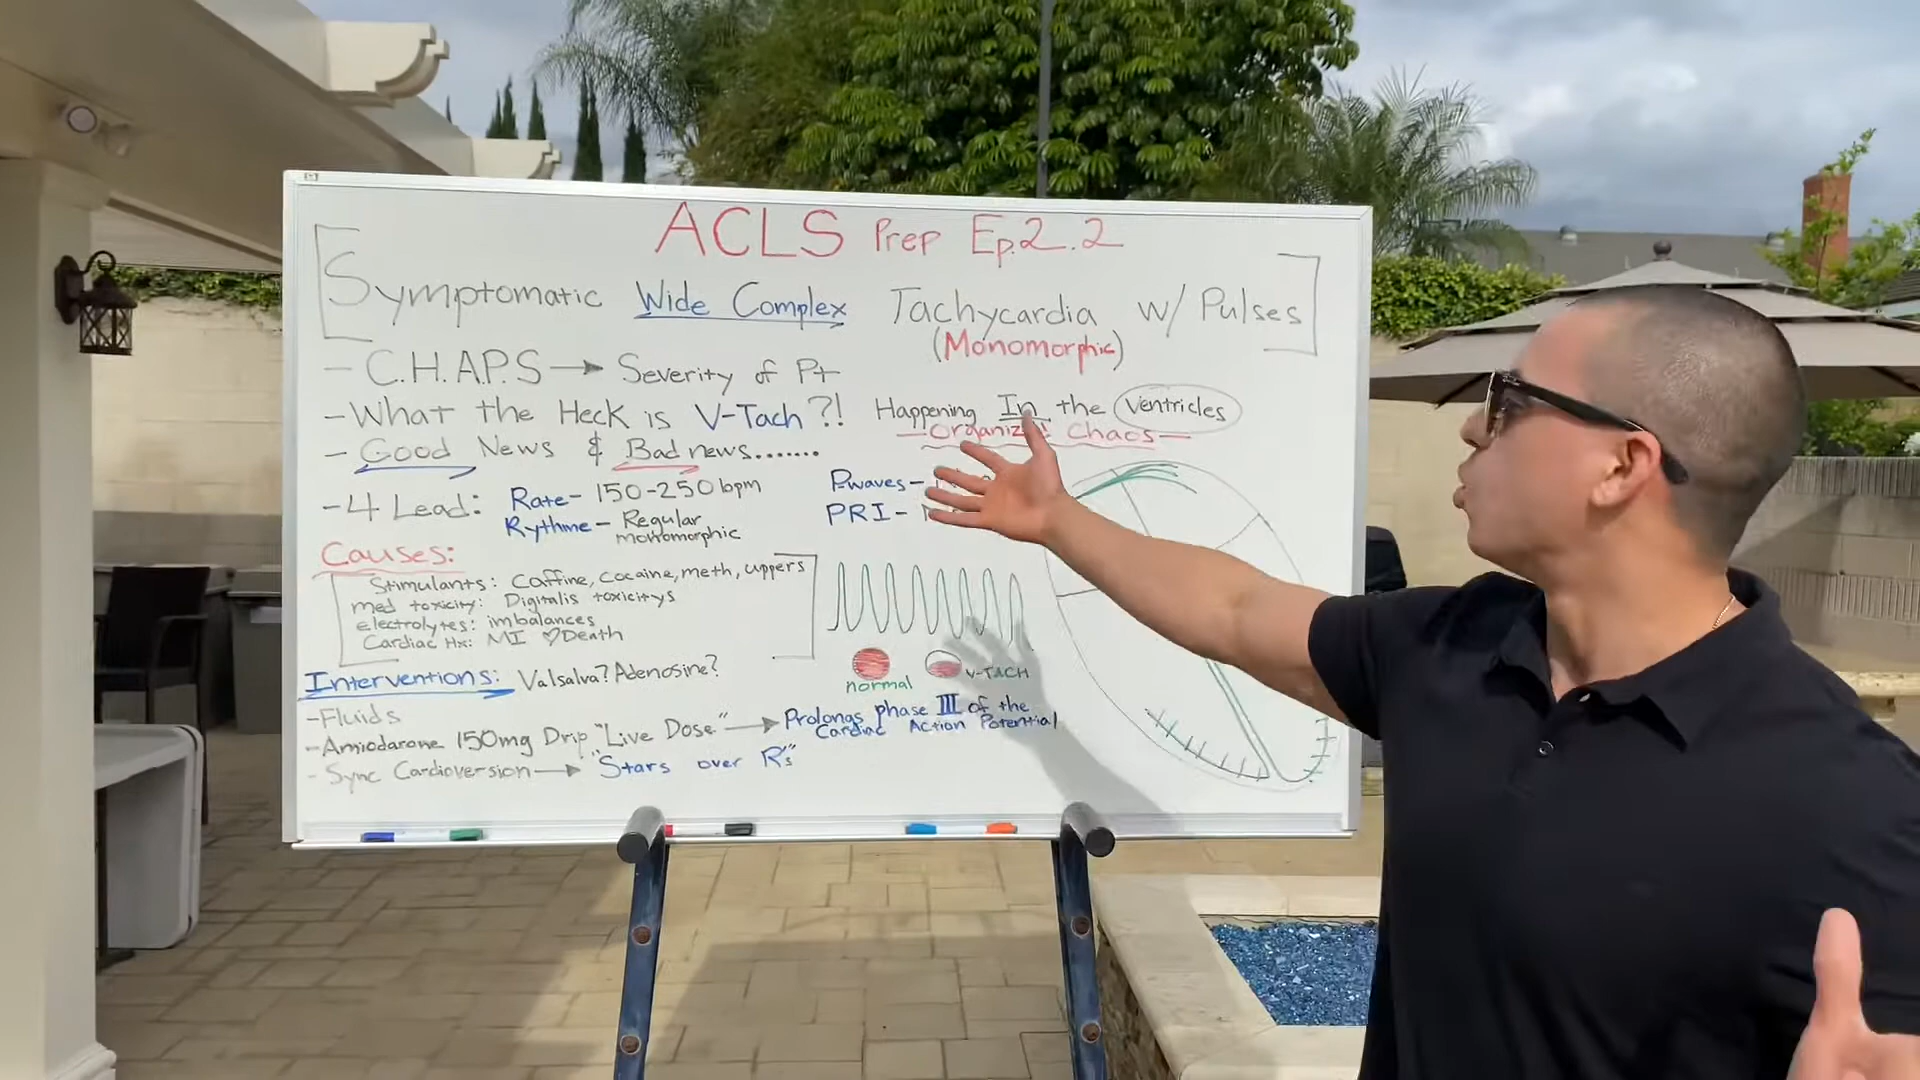 ACLS Prep Ep.2.2
Symptomatic Wide Complex Tachycardia w/ Pulses
(Monomorphic)
- C.H.A.P.S → Severity of Pt
- What the Heck is V-Tach?! Happening In the Ventricles
Chaos
- Good News & Bad news.......
- 4 Lead: Rate- 150-250 bpm Pwaves-
Rythme - Regular PRI-
monomorphic
Causes:
Stimulants: Caffine, cocaine, meth, uppers
med toxicity: Digitalis toxicitys
electrolytes: imbalances
Cardiac Hx: MI ♡Death
normal V-TACH
Interventions: Valsalva? Adenosine?
-Fluids
-Amiodarone 150mg Drip "Live Dose" → Prolongs phase III of the
Cardiac Action Potential
- Sync Cardioversion → "Stars over R's"